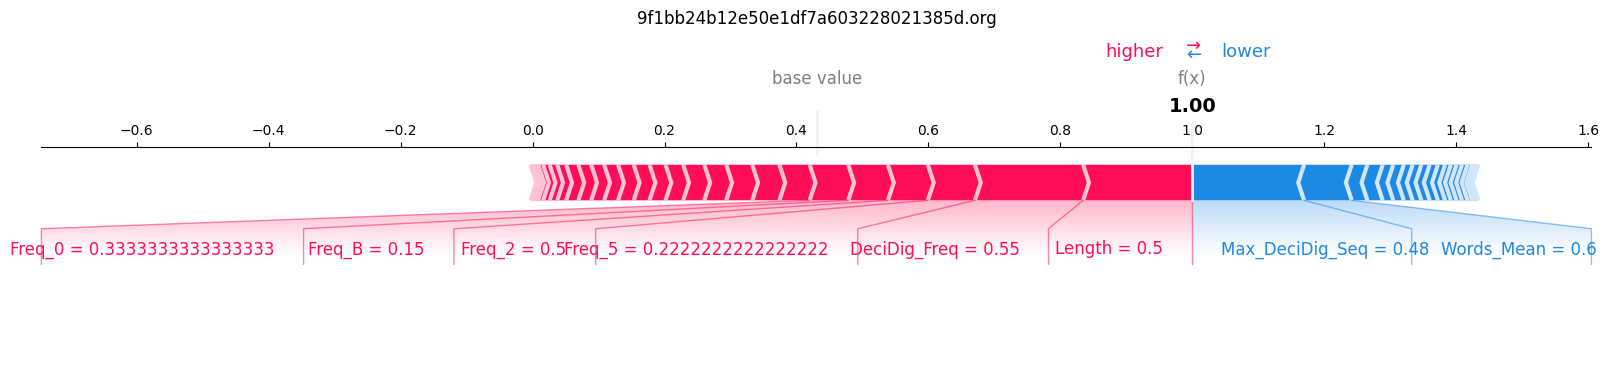 9f1bb24b12e50e1df7a603228021385d.org
higher → ← lower
base value f(x)
1.00
−0.6 −0.4 −0.2 0.0 0.2 0.4 0.6 0.8 1.0 1.2 1.4 1.6
Freq_0 = 0.3333333333333333 Freq_B = 0.15 Freq_2 = 0.5 Freq_5 = 0.2222222222222222 DeciDig_Freq = 0.55 Length = 0.5 Max_DeciDig_Seq = 0.48 Words_Mean = 0.6